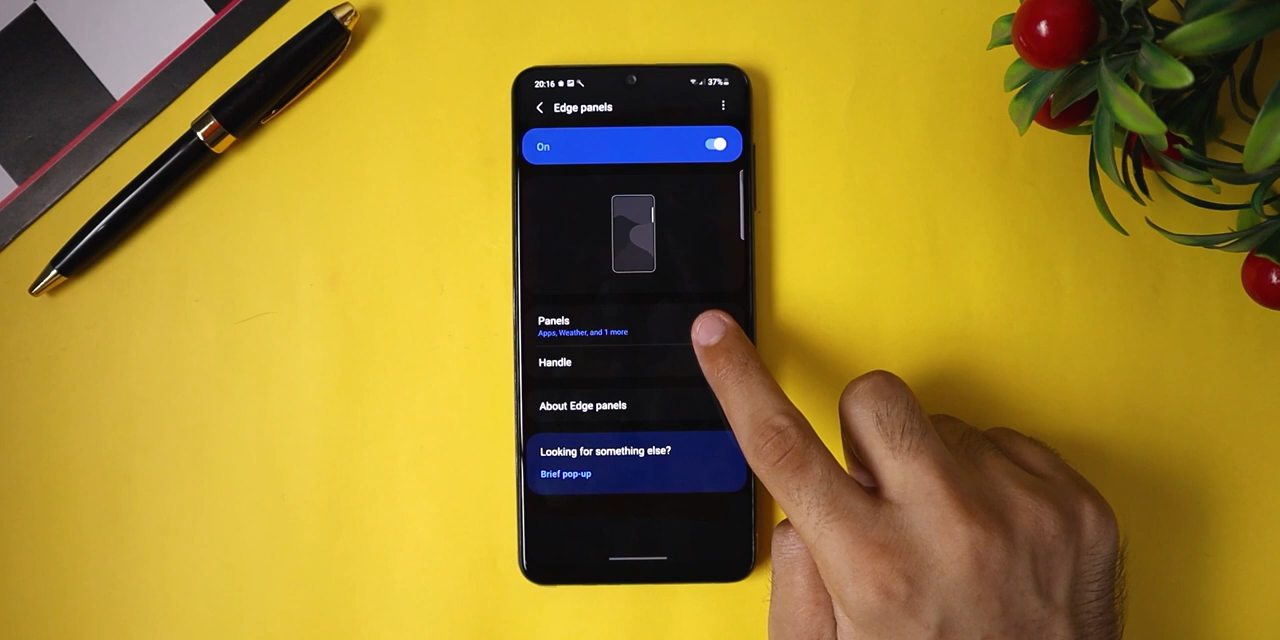 20:16 37%
Edge panels
On
Panels
Apps, Weather, and 1 more
Handle
About Edge panels
Looking for something else?
Brief pop-up